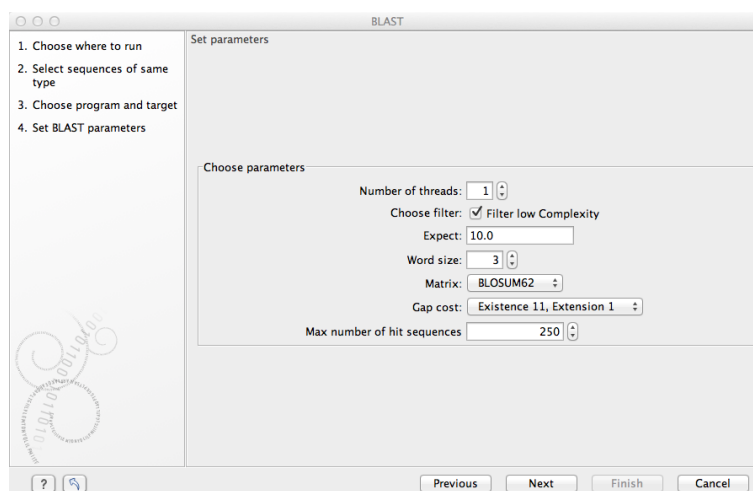 BLAST
1. Choose where to run
2. Select sequences of same
type
3. Choose program and target
4. Set BLAST parameters
Set parameters
Choose parameters
Number of threads: 1
Choose filter: Filter low Complexity
Expect: 10.0
Word size: 3
Matrix: BLOSUM62
Gap cost: Existence 11, Extension 1
Max number of hit sequences 250
? Previous Next Finish Cancel